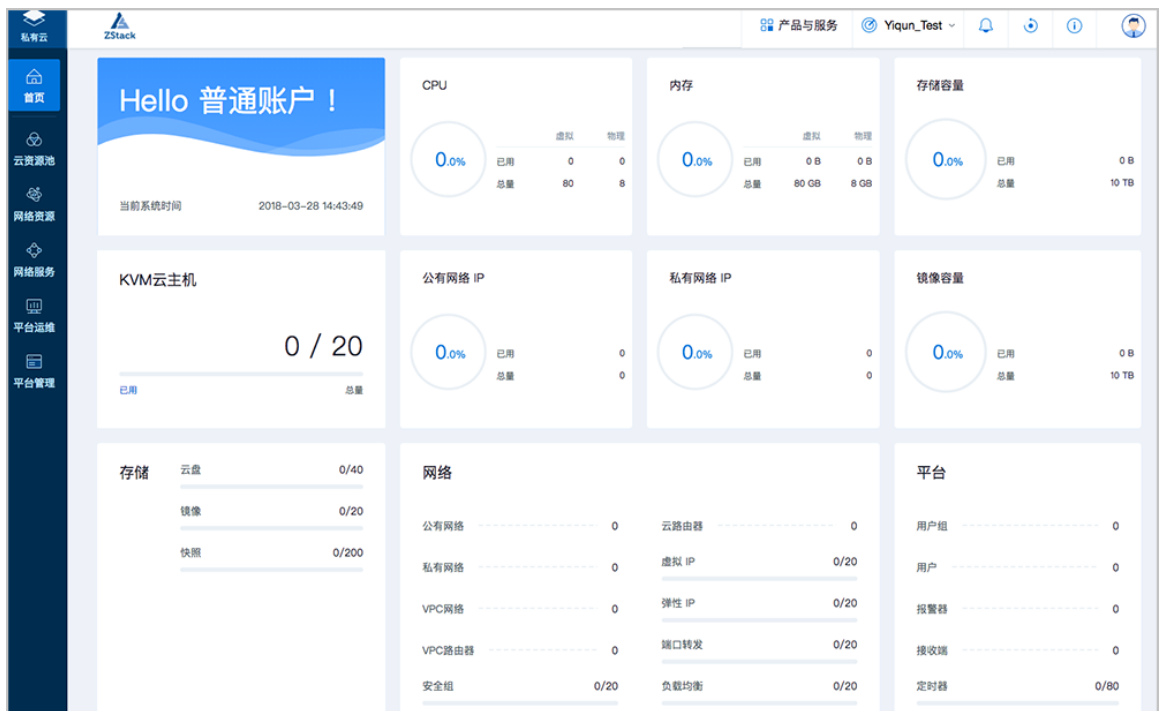 私有云
ZStack
产品与服务
Yiqun_Test
首页
云资源池
网络资源
网络服务
平台运维
平台管理
Hello 普通账户！
当前系统时间 2018-03-28 14:43:49
CPU
0.0%
虚拟 物理
已用 0 0
总量 80 8
内存
0.0%
虚拟 物理
已用 0 B 0 B
总量 80 GB 8 GB
存储容量
0.0%
已用 0 B
总量 10 TB
KVM云主机
0 / 20
已用 总量
公有网络 IP
0.0%
已用 0
总量 0
私有网络 IP
0.0%
已用 0
总量 0
镜像容量
0.0%
已用 0 B
总量 10 TB
存储
云盘 0/40
镜像 0/20
快照 0/200
网络
公有网络 0
私有网络 0
VPC网络 0
VPC路由器 0
安全组 0/20
云路由器 0
虚拟 IP 0/20
弹性 IP 0/20
端口转发 0/20
负载均衡 0/20
平台
用户组 0
用户 0
报警器 0
接收端 0
定时器 0/80